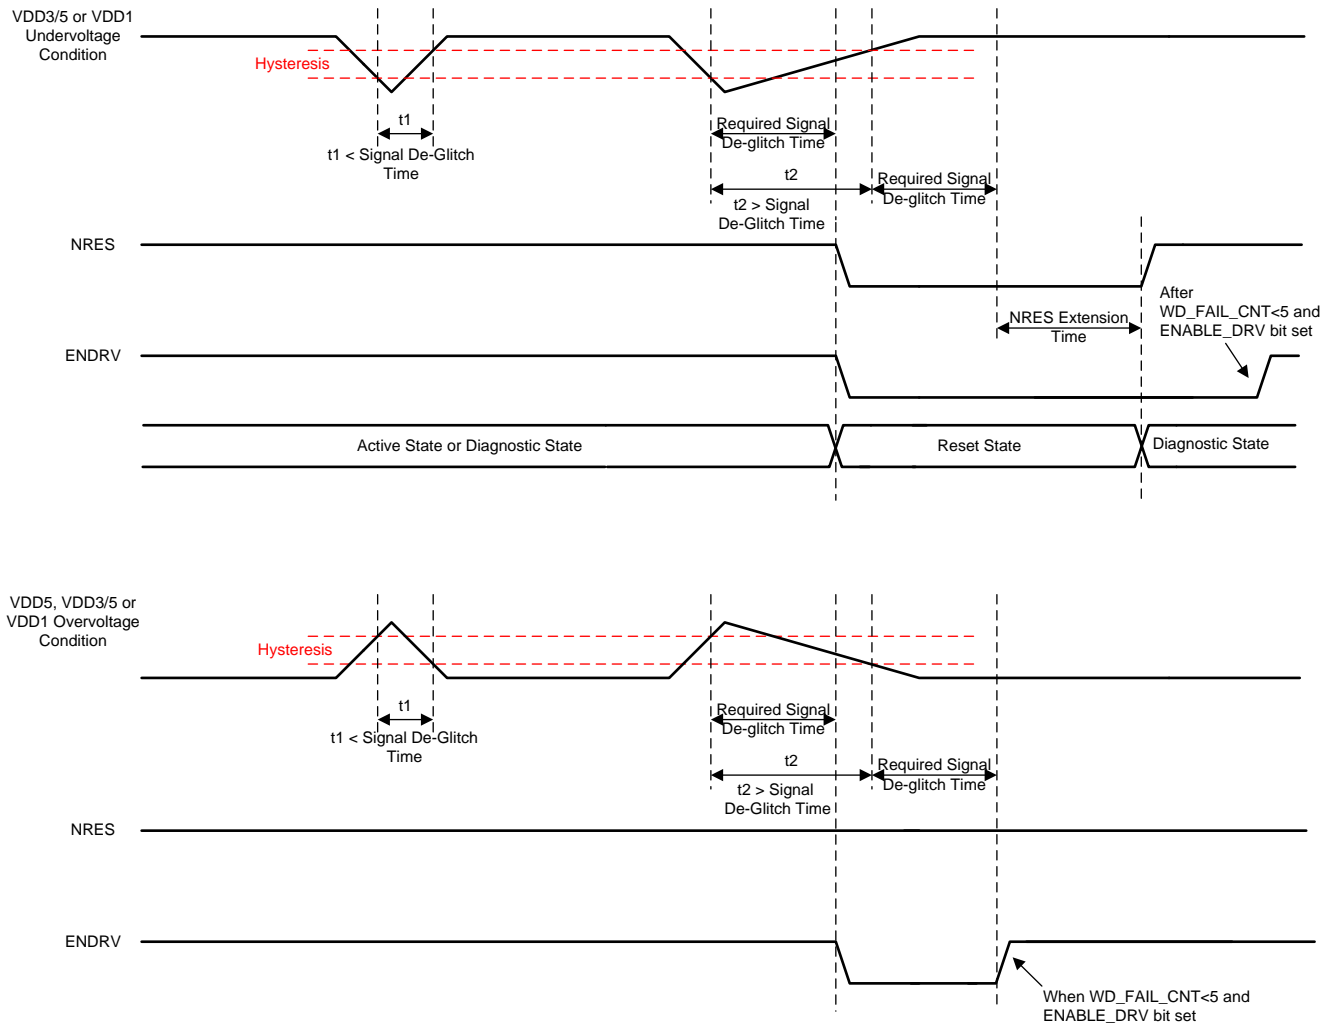 VDD3/5 or VDD1
Undervoltage
Condition
Hysteresis
t1
t1 < Signal De-Glitch
Time
Required Signal
De-glitch Time
t2
t2 > Signal
De-Glitch Time
Required Signal
De-glitch Time
NRES
After
WD_FAIL_CNT<5 and
ENABLE_DRV bit set
NRES Extension
Time
ENDRV
Active State or Diagnostic State
Reset State
Diagnostic State
VDD5, VDD3/5 or
VDD1 Overvoltage
Condition
Hysteresis
t1
t1 < Signal De-Glitch
Time
Required Signal
De-glitch Time
t2
t2 > Signal
De-Glitch Time
Required Signal
De-glitch Time
NRES
ENDRV
When WD_FAIL_CNT<5 and
ENABLE_DRV bit set